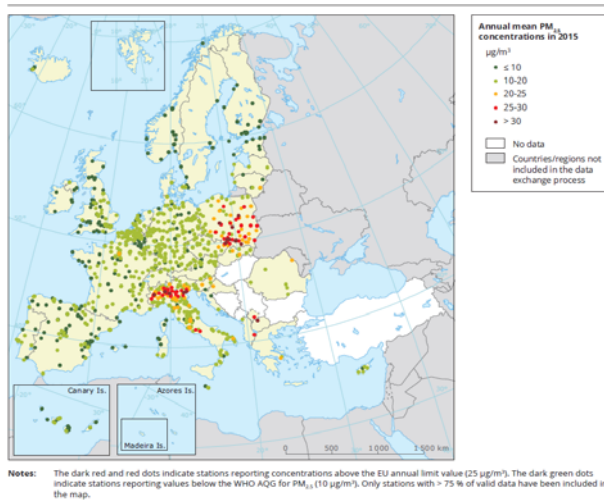 Annual mean PM2.5
concentrations in 2015
µg/m³
≤ 10
10-20
20-25
25-30
> 30
No data
Countries/regions not
included in the data
exchange process
Canary Is.
Azores Is.
Madeira Is.
0 500 1 000 1 500 km
Notes: The dark red and red dots indicate stations reporting concentrations above the EU annual limit value (25 µg/m³). The dark green dots
indicate stations reporting values below the WHO AQG for PM2.5 (10 µg/m³). Only stations with > 75 % of valid data have been included in
the map.